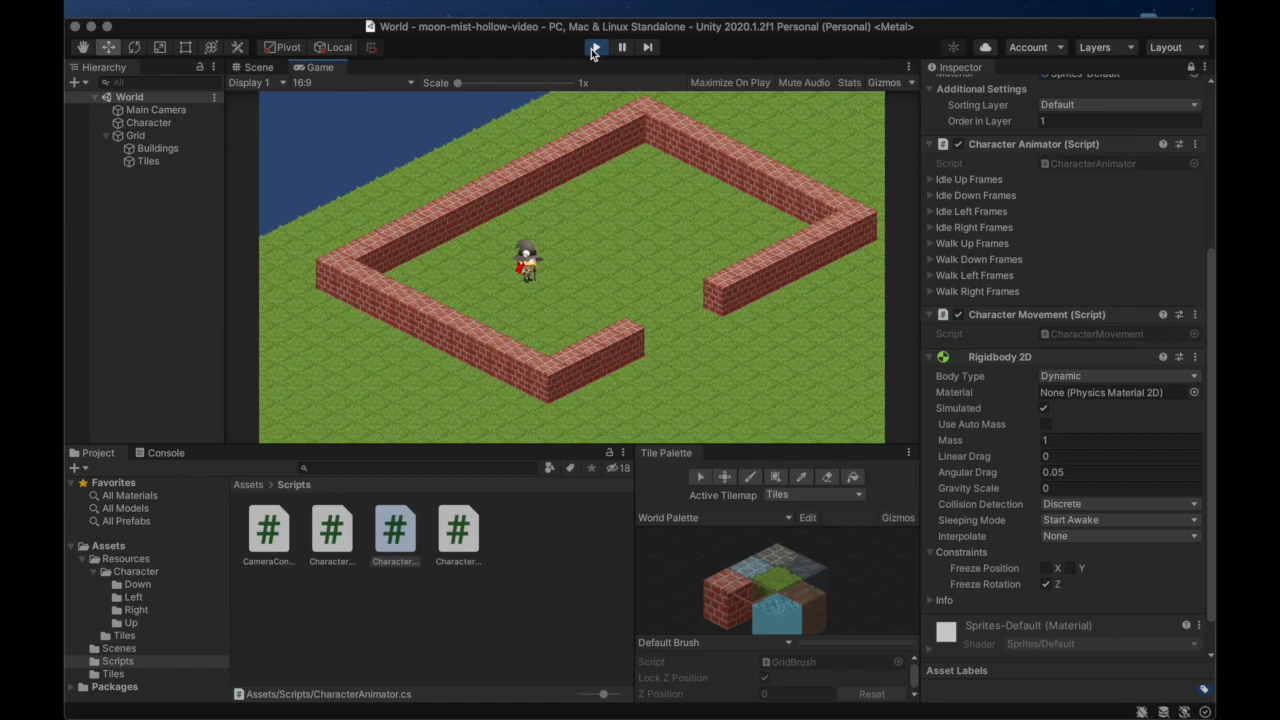 World - moon-mist-hollow-video - PC, Mac & Linux Standalone - Unity 2020.1.2f1 Personal (Personal) <Metal>
Pivot Local Account Layers Layout
Hierarchy Scene Game Inspector
All Display 1 16:9 Scale 1x Maximize On Play Mute Audio Stats Gizmos
World
Main Camera
Character
Grid
Buildings
Tiles
Material Sprites-Default
Additional Settings
Sorting Layer Default
Order in Layer 1
# Character Animator (Script)
Script CharacterAnimator
Idle Up Frames
Idle Down Frames
Idle Left Frames
Idle Right Frames
Walk Up Frames
Walk Down Frames
Walk Left Frames
Walk Right Frames
# Character Movement (Script)
Script CharacterMovement
Rigidbody 2D
Body Type Dynamic
Material None (Physics Material 2D)
Simulated
Use Auto Mass
Mass 1
Linear Drag 0
Angular Drag 0.05
Gravity Scale 0
Collision Detection Discrete
Sleeping Mode Start Awake
Interpolate None
Constraints
Freeze Position X Y
Freeze Rotation Z
Info
Sprites-Default (Material)
Shader Sprites/Default
Asset Labels
Project Console
18
Favorites
All Materials
All Models
All Prefabs
Assets
Resources
Character
Down
Left
Right
Up
Tiles
Scenes
Scripts
Tiles
Packages
Assets > Scripts
# # # #
CameraCon... Character... Character... Character...
Assets/Scripts/CharacterAnimator.cs
Tile Palette
Active Tilemap Tiles
World Palette Edit Gizmos
Default Brush
Script GridBrush
Lock Z Position
Z Position 0 Reset